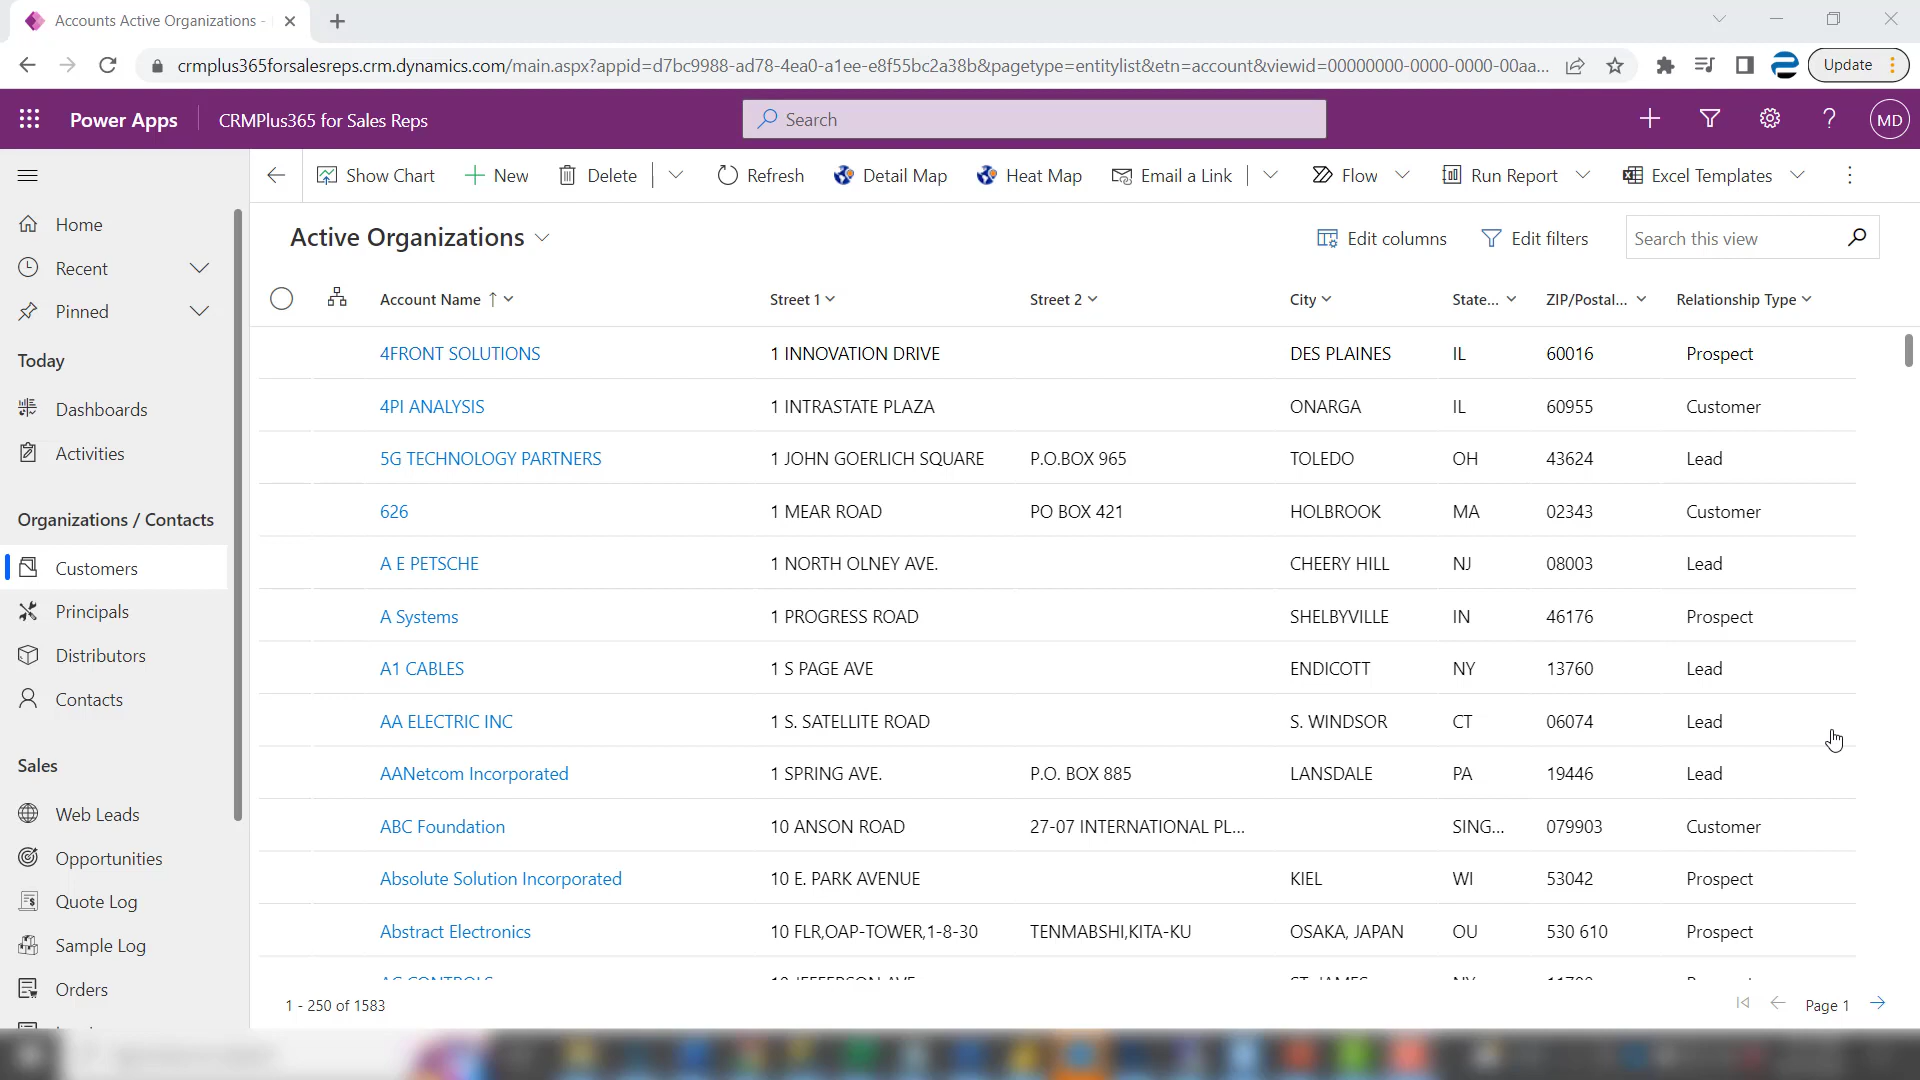 Accounts Active Organizations -
crmplus365forsalesreps.crm.dynamics.com/main.aspx?appid=d7bc9988-ad78-4ea0-a1ee-e8f55bc2a38b&pagetype=entitylist&etn=account&viewid=00000000-0000-0000-00aa... Update
Power Apps CRMPlus365 for Sales Reps Search MD
Show Chart New Delete Refresh Detail Map Heat Map Email a Link Flow Run Report Excel Templates
Home
Recent
Pinned
Today
Dashboards
Activities
Organizations / Contacts
Customers
Principals
Distributors
Contacts
Sales
Web Leads
Opportunities
Quote Log
Sample Log
Orders
Active Organizations Edit columns Edit filters Search this view
Account Name Street 1 Street 2 City State... ZIP/Postal... Relationship Type
4FRONT SOLUTIONS 1 INNOVATION DRIVE DES PLAINES IL 60016 Prospect
4PI ANALYSIS 1 INTRASTATE PLAZA ONARGA IL 60955 Customer
5G TECHNOLOGY PARTNERS 1 JOHN GOERLICH SQUARE P.O.BOX 965 TOLEDO OH 43624 Lead
626 1 MEAR ROAD PO BOX 421 HOLBROOK MA 02343 Customer
A E PETSCHE 1 NORTH OLNEY AVE. CHEERY HILL NJ 08003 Lead
A Systems 1 PROGRESS ROAD SHELBYVILLE IN 46176 Prospect
A1 CABLES 1 S PAGE AVE ENDICOTT NY 13760 Lead
AA ELECTRIC INC 1 S. SATELLITE ROAD S. WINDSOR CT 06074 Lead
AANetcom Incorporated 1 SPRING AVE. P.O. BOX 885 LANSDALE PA 19446 Lead
ABC Foundation 10 ANSON ROAD 27-07 INTERNATIONAL PL... SING... 079903 Customer
Absolute Solution Incorporated 10 E. PARK AVENUE KIEL WI 53042 Prospect
Abstract Electronics 10 FLR,OAP-TOWER,1-8-30 TENMABSHI,KITA-KU OSAKA, JAPAN OU 530 610 Prospect
1 - 250 of 1583 Page 1